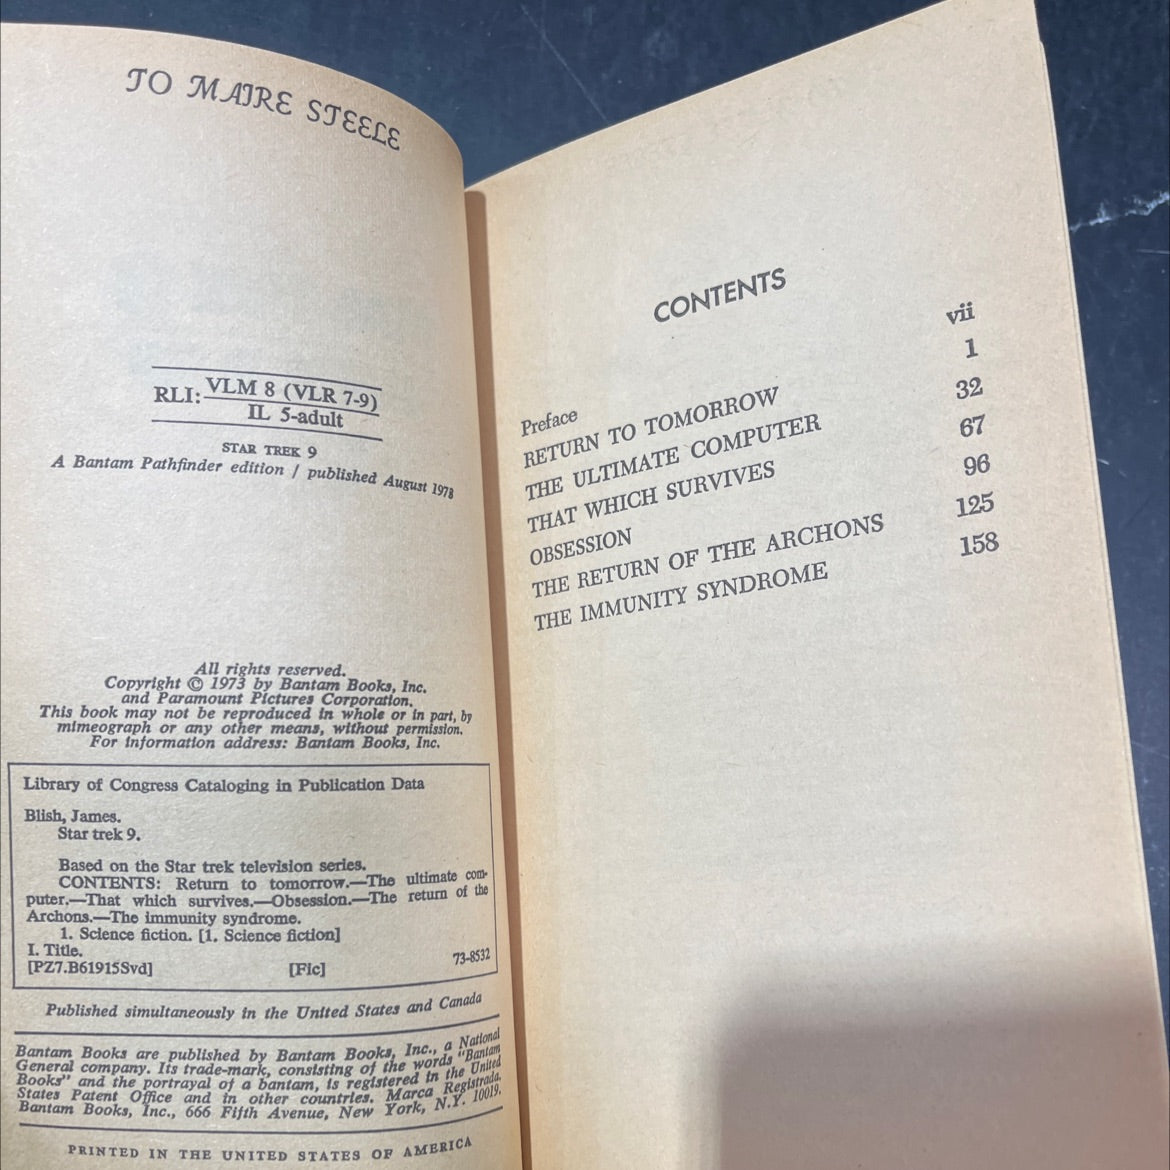 TO MAIRE STEELE
RLI: VLM 8 (VLR 7-9)
IL 5-adult
STAR TREK 9
A Bantam Pathfinder edition / published August 1973
All rights reserved.
Copyright © 1973 by Bantam Books, Inc.
and Paramount Pictures Corporation.
This book may not be reproduced in whole or in part, by
mimeograph or any other means, without permission.
For information address: Bantam Books, Inc.
Library of Congress Cataloging in Publication Data
Blish, James.
Star trek 9.
Based on the Star trek television series.
CONTENTS: Return to tomorrow.—The ultimate com-
puter.—That which survives.—Obsession.—The return of the
Archons.—The immunity syndrome.
1. Science fiction. [1. Science fiction]
I. Title.
[PZ7.B61915Svd] [Fic] 73-8532
Published simultaneously in the United States and Canada
Bantam Books are published by Bantam Books, Inc., a National
General company. Its trade-mark, consisting of the words "Bantam
Books" and the portrayal of a bantam, is registered in the United
States Patent Office and in other countries. Marca Registrada.
Bantam Books, Inc., 666 Fifth Avenue, New York, N.Y. 10019.
PRINTED IN THE UNITED STATES OF AMERICA
CONTENTS
Preface vii
RETURN TO TOMORROW 1
THE ULTIMATE COMPUTER 32
THAT WHICH SURVIVES 67
OBSESSION 96
THE RETURN OF THE ARCHONS 125
THE IMMUNITY SYNDROME 158